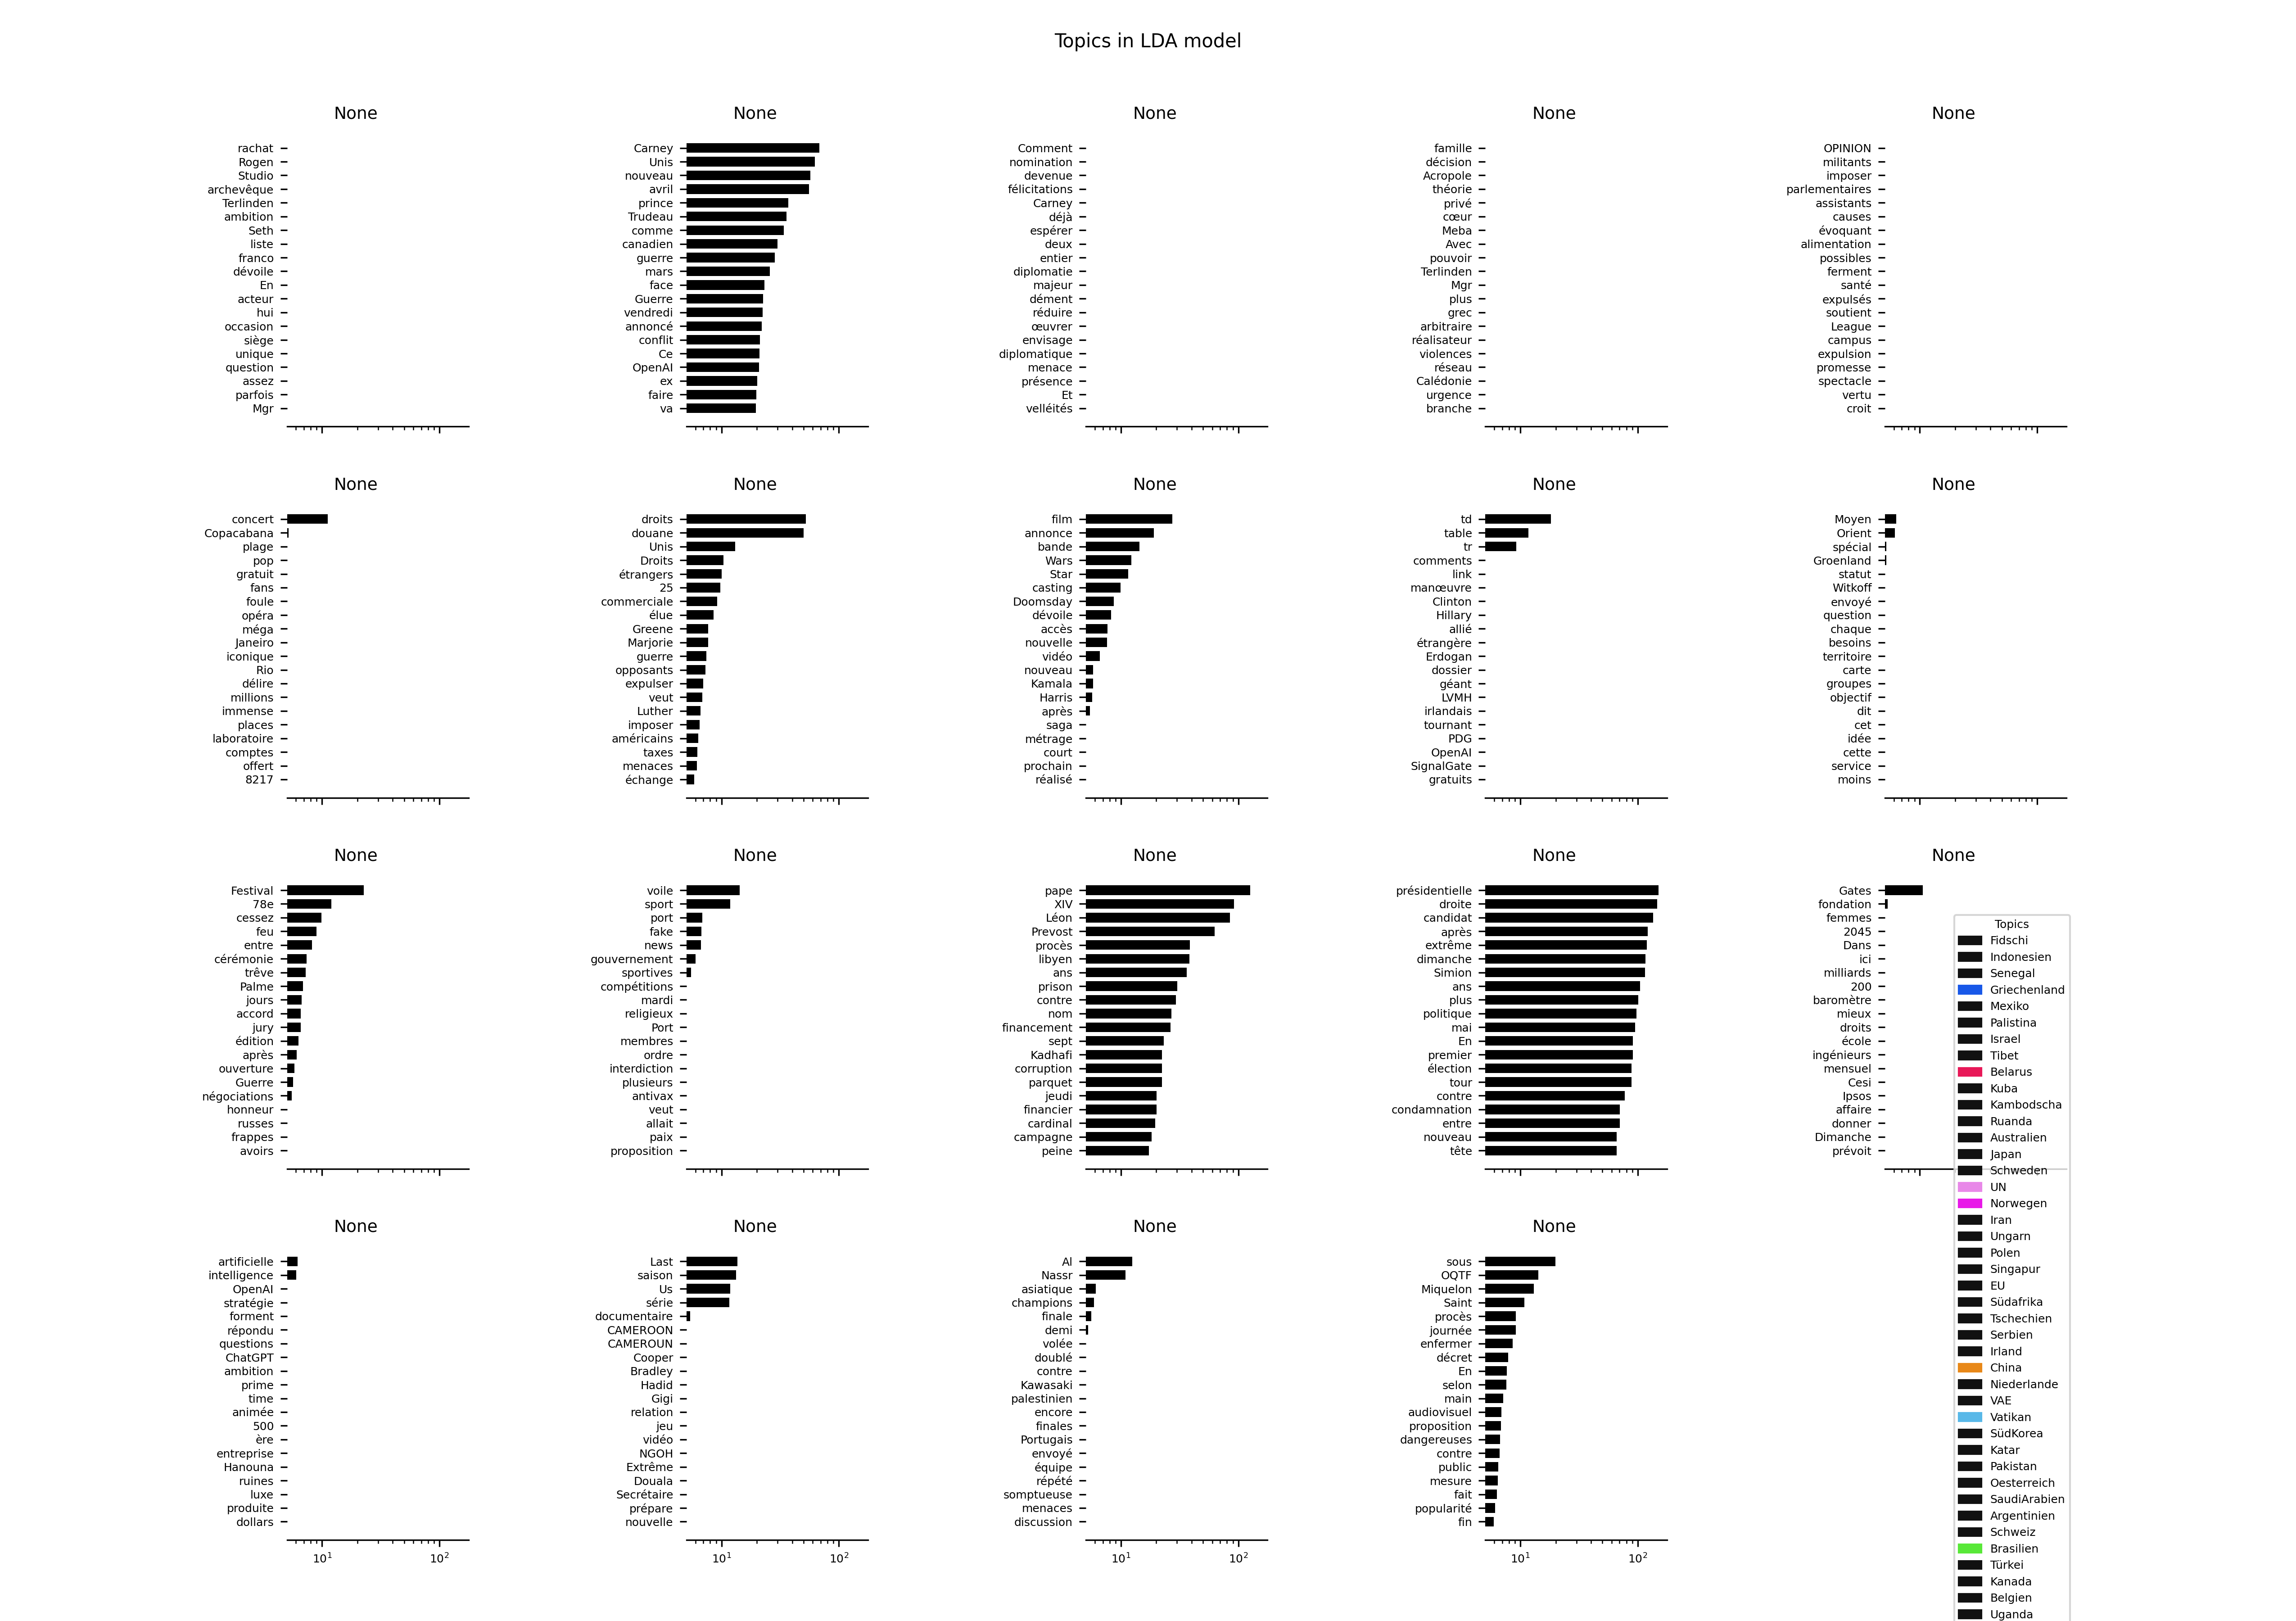 Topics in LDA model
None
rachat
Rogen
Studio
archevêque
Terlinden
ambition
Seth
liste
franco
dévoile
En
acteur
hui
occasion
siège
unique
question
assez
parfois
Mgr
None
Carney
Unis
nouveau
avril
prince
Trudeau
comme
canadien
guerre
mars
face
Guerre
vendredi
annoncé
conflit
Ce
OpenAI
ex
faire
va
None
Comment
nomination
devenue
félicitations
Carney
déjà
espérer
deux
entier
diplomatie
majeur
dément
réduire
œuvrer
envisage
diplomatique
menace
présence
Et
velléités
None
famille
décision
Acropole
théorie
privé
cœur
Meba
Avec
pouvoir
Terlinden
Mgr
plus
grec
arbitraire
réalisateur
violences
réseau
Calédonie
urgence
branche
None
OPINION
militants
imposer
parlementaires
assistants
causes
évoquant
alimentation
possibles
ferment
santé
expulsés
soutient
League
campus
expulsion
promesse
spectacle
vertu
croit
None
concert
Copacabana
plage
pop
gratuit
fans
foule
opéra
méga
Janeiro
iconique
Rio
délire
millions
immense
places
laboratoire
comptes
offert
8217
None
droits
douane
Unis
Droits
étrangers
25
commerciale
élue
Greene
Marjorie
guerre
opposants
expulser
veut
Luther
imposer
américains
taxes
menaces
échange
None
film
annonce
bande
Wars
Star
casting
Doomsday
dévoile
accès
nouvelle
vidéo
nouveau
Kamala
Harris
après
saga
métrage
court
prochain
réalisé
None
td
table
tr
comments
link
manœuvre
Clinton
Hillary
allié
étrangère
Erdogan
dossier
géant
LVMH
irlandais
tournant
PDG
OpenAI
SignalGate
gratuits
None
Moyen
Orient
spécial
Groenland
statut
Witkoff
envoyé
question
chaque
besoins
territoire
carte
groupes
objectif
dit
cet
idée
cette
service
moins
None
Festival
78e
cessez
feu
entre
cérémonie
trêve
Palme
jours
accord
jury
édition
après
ouverture
Guerre
négociations
honneur
russes
frappes
avoirs
None
voile
sport
port
fake
news
gouvernement
sportives
compétitions
mardi
religieux
Port
membres
ordre
interdiction
plusieurs
antivax
veut
allait
paix
proposition
None
pape
XIV
Léon
Prevost
procès
libyen
ans
prison
contre
nom
financement
sept
Kadhafi
corruption
parquet
jeudi
financier
cardinal
campagne
peine
None
présidentielle
droite
candidat
après
extrême
dimanche
Simion
ans
plus
politique
mai
En
premier
élection
tour
contre
condamnation
entre
nouveau
tête
None
Gates
fondation
femmes
2045
Dans
ici
milliards
200
baromètre
mieux
droits
école
ingénieurs
mensuel
Cesi
Ipsos
affaire
donner
Dimanche
prévoit
None
artificielle
intelligence
OpenAI
stratégie
forment
répondu
questions
ChatGPT
ambition
prime
time
animée
500
ère
entreprise
Hanouna
ruines
luxe
produite
dollars
10¹ 10²
None
Last
saison
Us
série
documentaire
CAMEROON
CAMEROUN
Cooper
Bradley
Hadid
Gigi
relation
jeu
vidéo
NGOH
Extrême
Douala
Secrétaire
prépare
nouvelle
10¹ 10²
None
Al
Nassr
asiatique
champions
finale
demi
volée
doublé
contre
Kawasaki
palestinien
encore
finales
Portugais
envoyé
équipe
répété
somptueuse
menaces
discussion
10¹ 10²
None
sous
OQTF
Miquelon
Saint
procès
journée
enfermer
décret
En
selon
main
audiovisuel
proposition
dangereuses
contre
public
mesure
fait
popularité
fin
10¹ 10²
Topics
Fidschi
Indonesien
Senegal
Griechenland
Mexiko
Palistina
Israel
Tibet
Belarus
Kuba
Kambodscha
Ruanda
Australien
Japan
Schweden
UN
Norwegen
Iran
Ungarn
Polen
Singapur
EU
Südafrika
Tschechien
Serbien
Irland
China
Niederlande
VAE
Vatikan
SüdKorea
Katar
Pakistan
Oesterreich
SaudiArabien
Argentinien
Schweiz
Brasilien
Türkei
Kanada
Belgien
Uganda